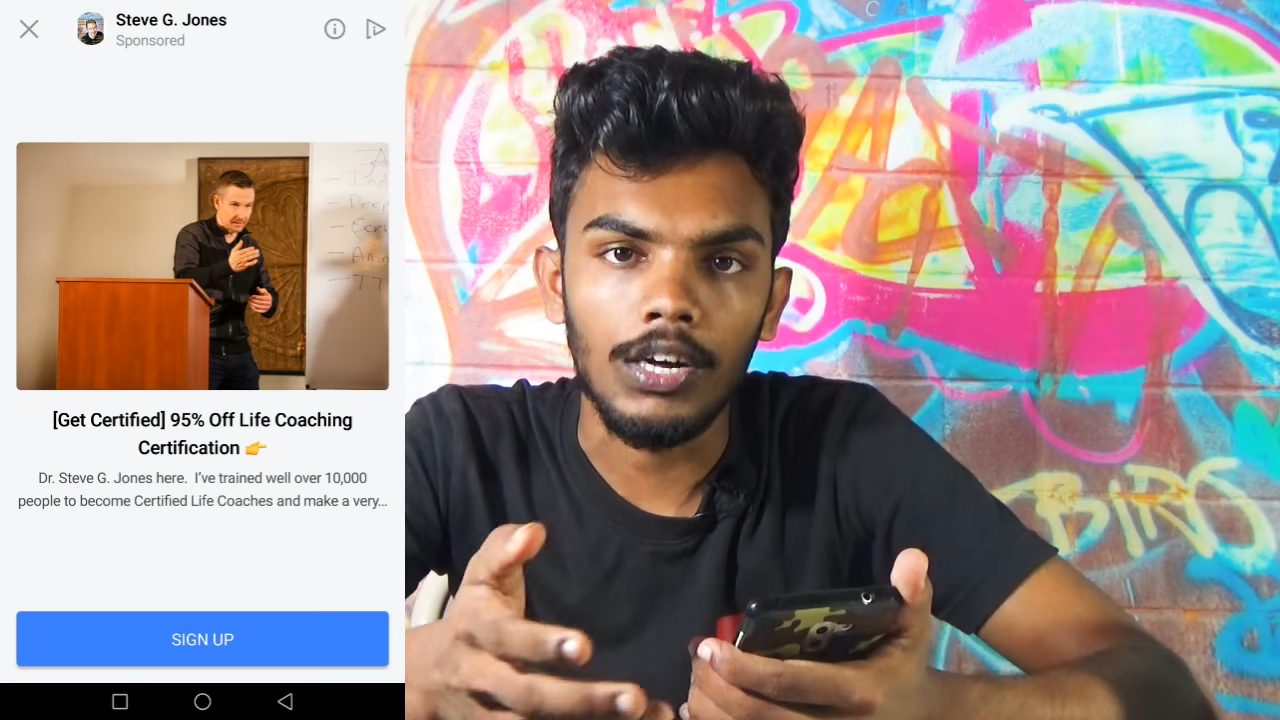 Steve G. Jones
Sponsored
[Get Certified] 95% Off Life Coaching
Certification 👉
Dr. Steve G. Jones here. I've trained well over 10,000
people to become Certified Life Coaches and make a very...
SIGN UP
BIRD